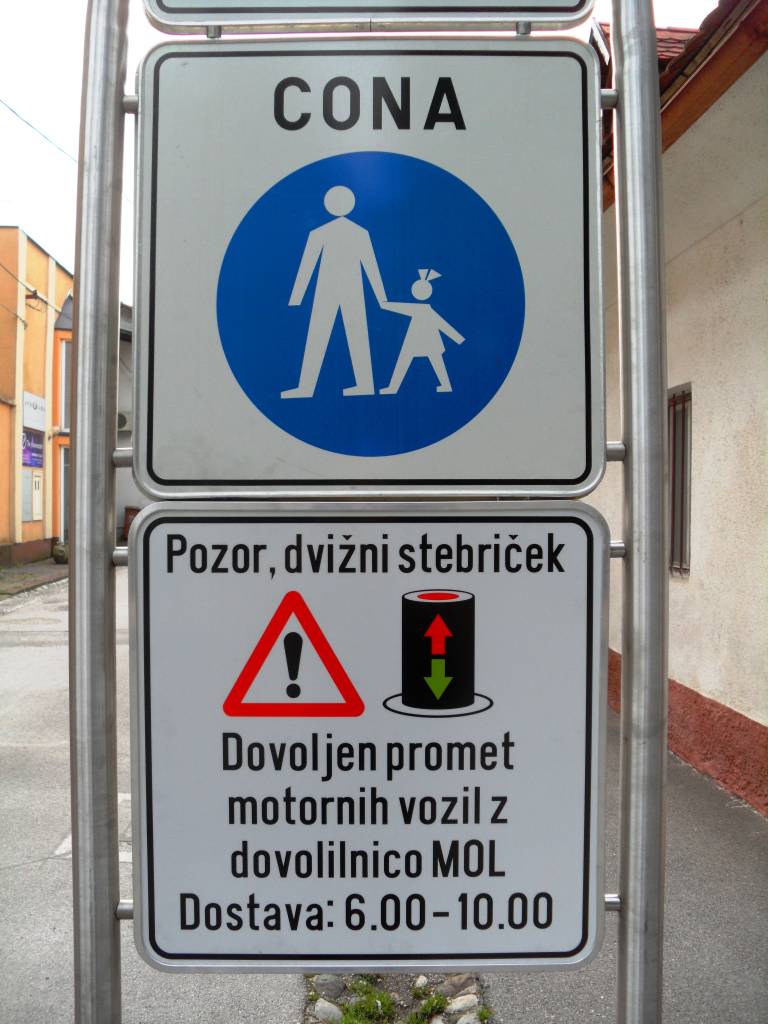 CONA
Pozor, dvižni stebriček
Dovoljen promet
motornih vozil z
dovolilnico MOL
Dostava: 6.00-10.00